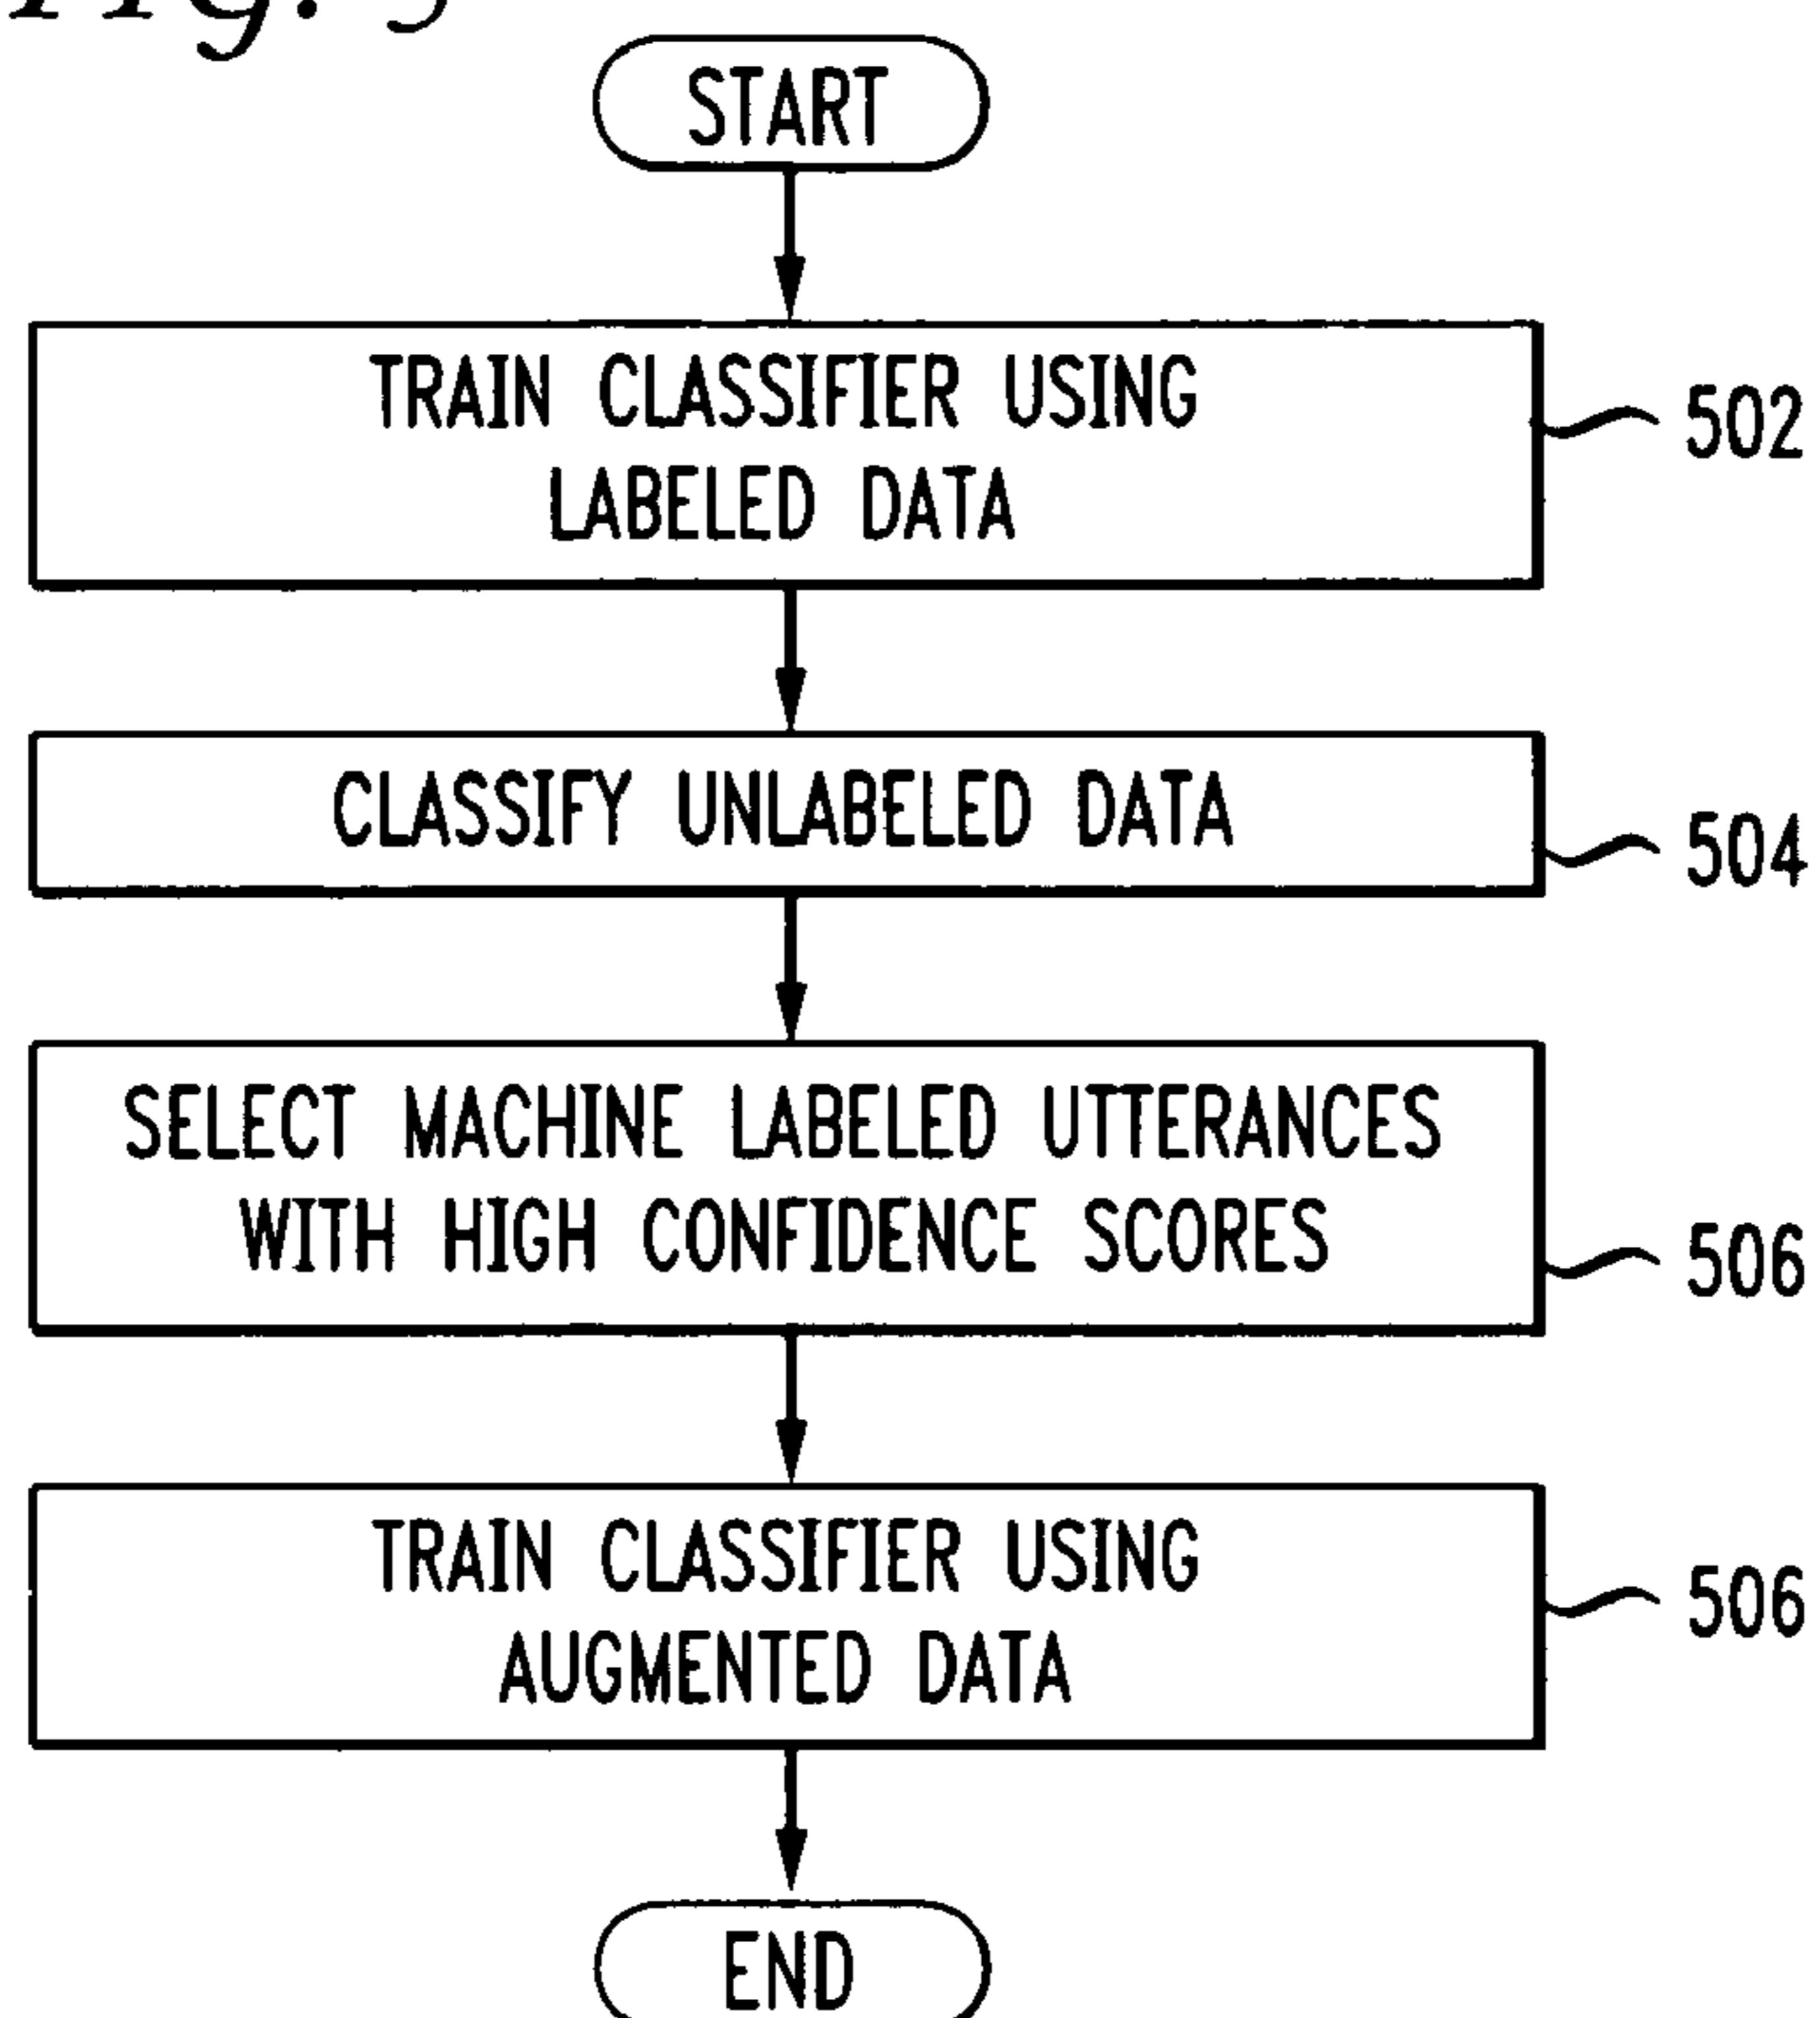 START
TRAIN CLASSIFIER USING
LABELED DATA
502
CLASSIFY UNLABELED DATA
504
SELECT MACHINE LABELED UTTERANCES
WITH HIGH CONFIDENCE SCORES
506
TRAIN CLASSIFIER USING
AUGMENTED DATA
506
END